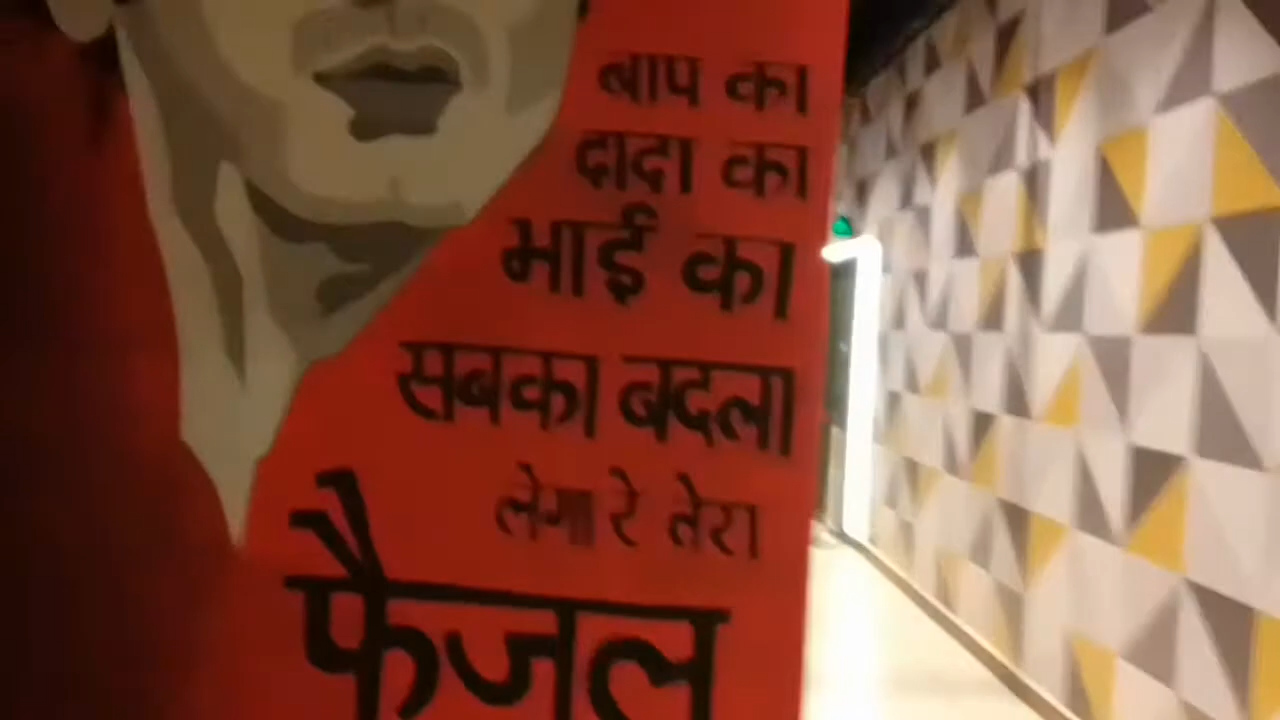 बाप का
दादा का
भाई का
सबका बदला
लेगा रे तेरा
फैजल